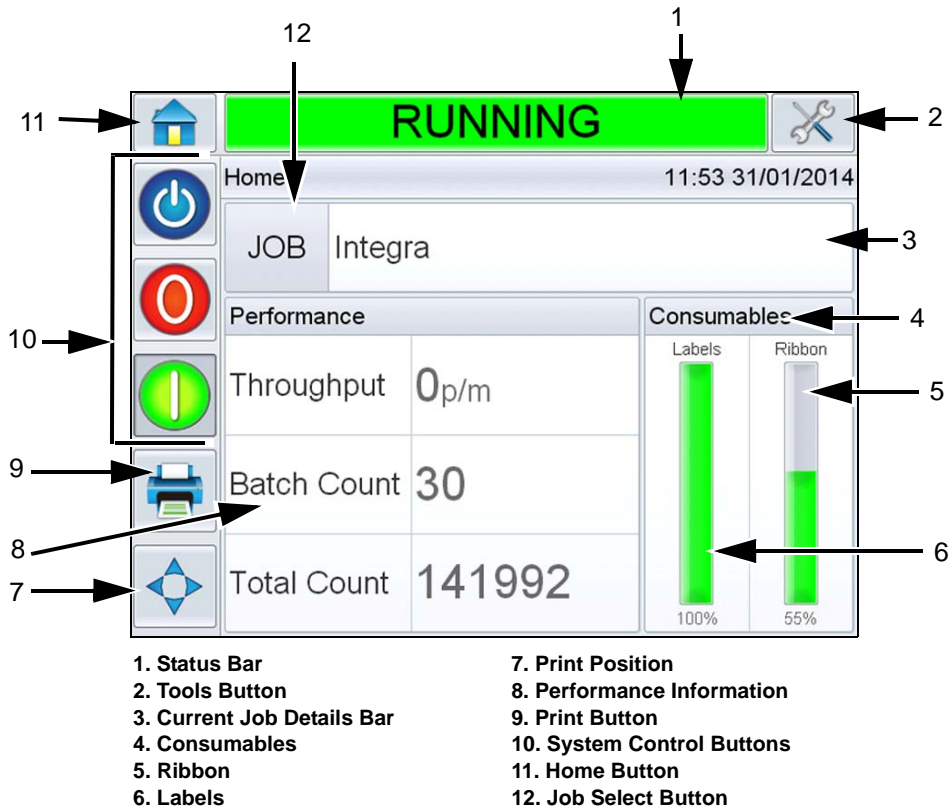 1
12
11
RUNNING
2
Home
11:53 31/01/2014
JOB
Integra
3
10
Performance
Consumables
4
Labels
Ribbon
Throughput
0p/m
5
9
Batch Count
30
8
6
7
Total Count
141992
100%
55%
1. Status Bar
2. Tools Button
3. Current Job Details Bar
4. Consumables
5. Ribbon
6. Labels
7. Print Position
8. Performance Information
9. Print Button
10. System Control Buttons
11. Home Button
12. Job Select Button